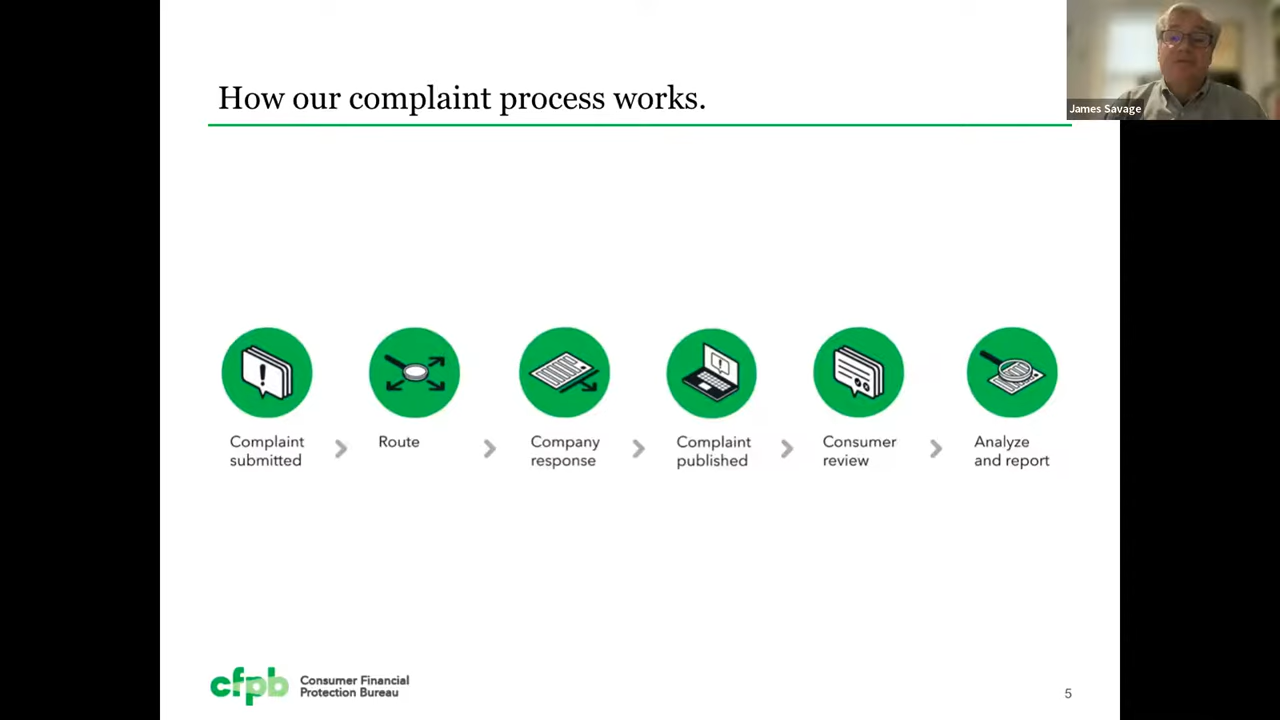 How our complaint process works.
James Savage
Complaint
submitted
Route
Company
response
Complaint
published
Consumer
review
Analyze
and report
cfpb
Consumer Financial
Protection Bureau
5